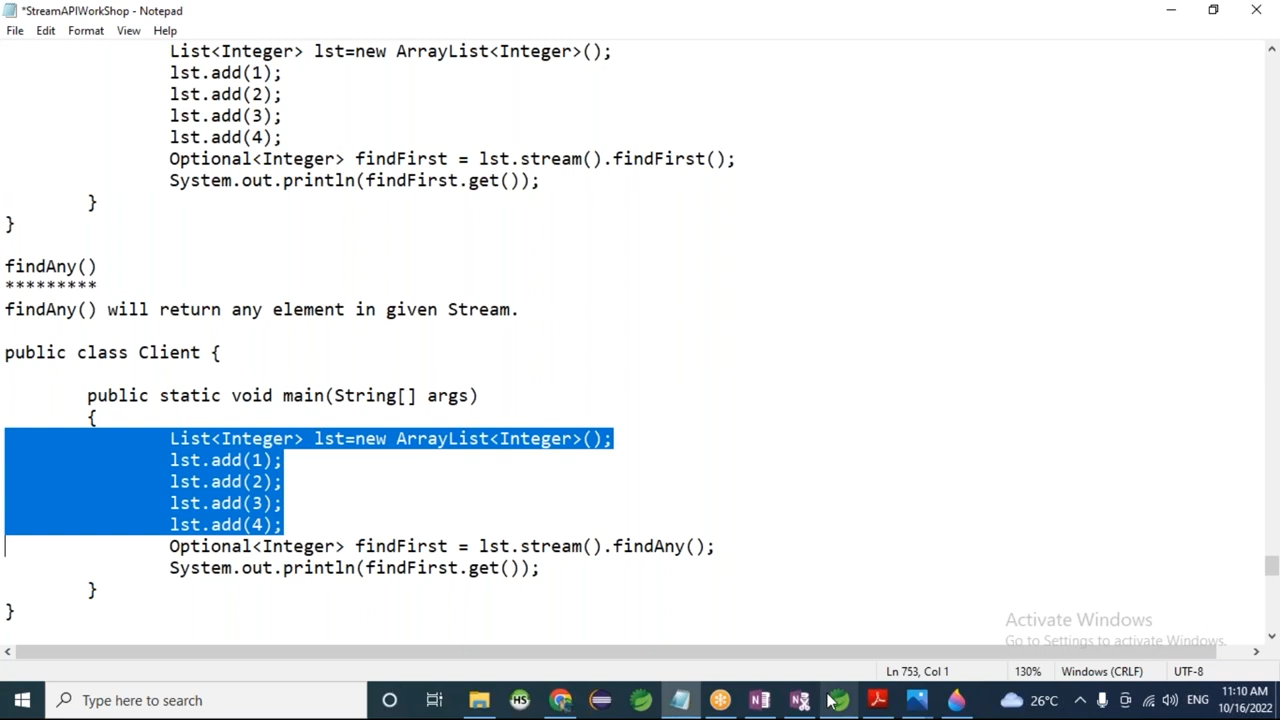 *StreamAPIWorkShop - Notepad
File Edit Format View Help
List<Integer> lst=new ArrayList<Integer>();
lst.add(1);
lst.add(2);
lst.add(3);
lst.add(4);
Optional<Integer> findFirst = lst.stream().findFirst();
System.out.println(findFirst.get());
}
}
findAny()
*********
findAny() will return any element in given Stream.
public class Client {
public static void main(String[] args)
{
List<Integer> lst=new ArrayList<Integer>();
lst.add(1);
lst.add(2);
lst.add(3);
lst.add(4);
Optional<Integer> findFirst = lst.stream().findAny();
System.out.println(findFirst.get());
}
}
Activate Windows
Go to Settings to activate Windows.
Ln 753, Col 1 130% Windows (CRLF) UTF-8
Type here to search HS 26°C ENG 11:10 AM
10/16/2022